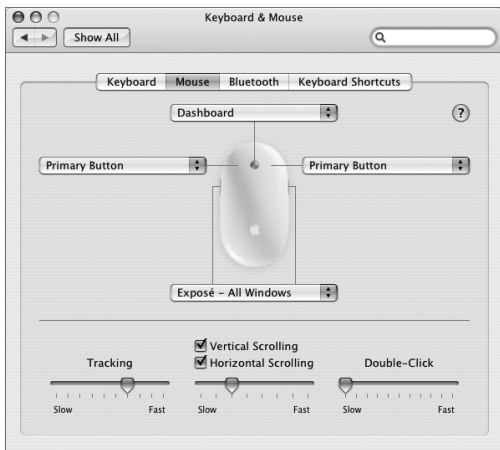 Keyboard & Mouse
Show All
Keyboard Mouse Bluetooth Keyboard Shortcuts
Dashboard
?
Primary Button Primary Button
Exposé – All Windows
Vertical Scrolling
Tracking Horizontal Scrolling Double-Click
Slow Fast Slow Fast Slow Fast